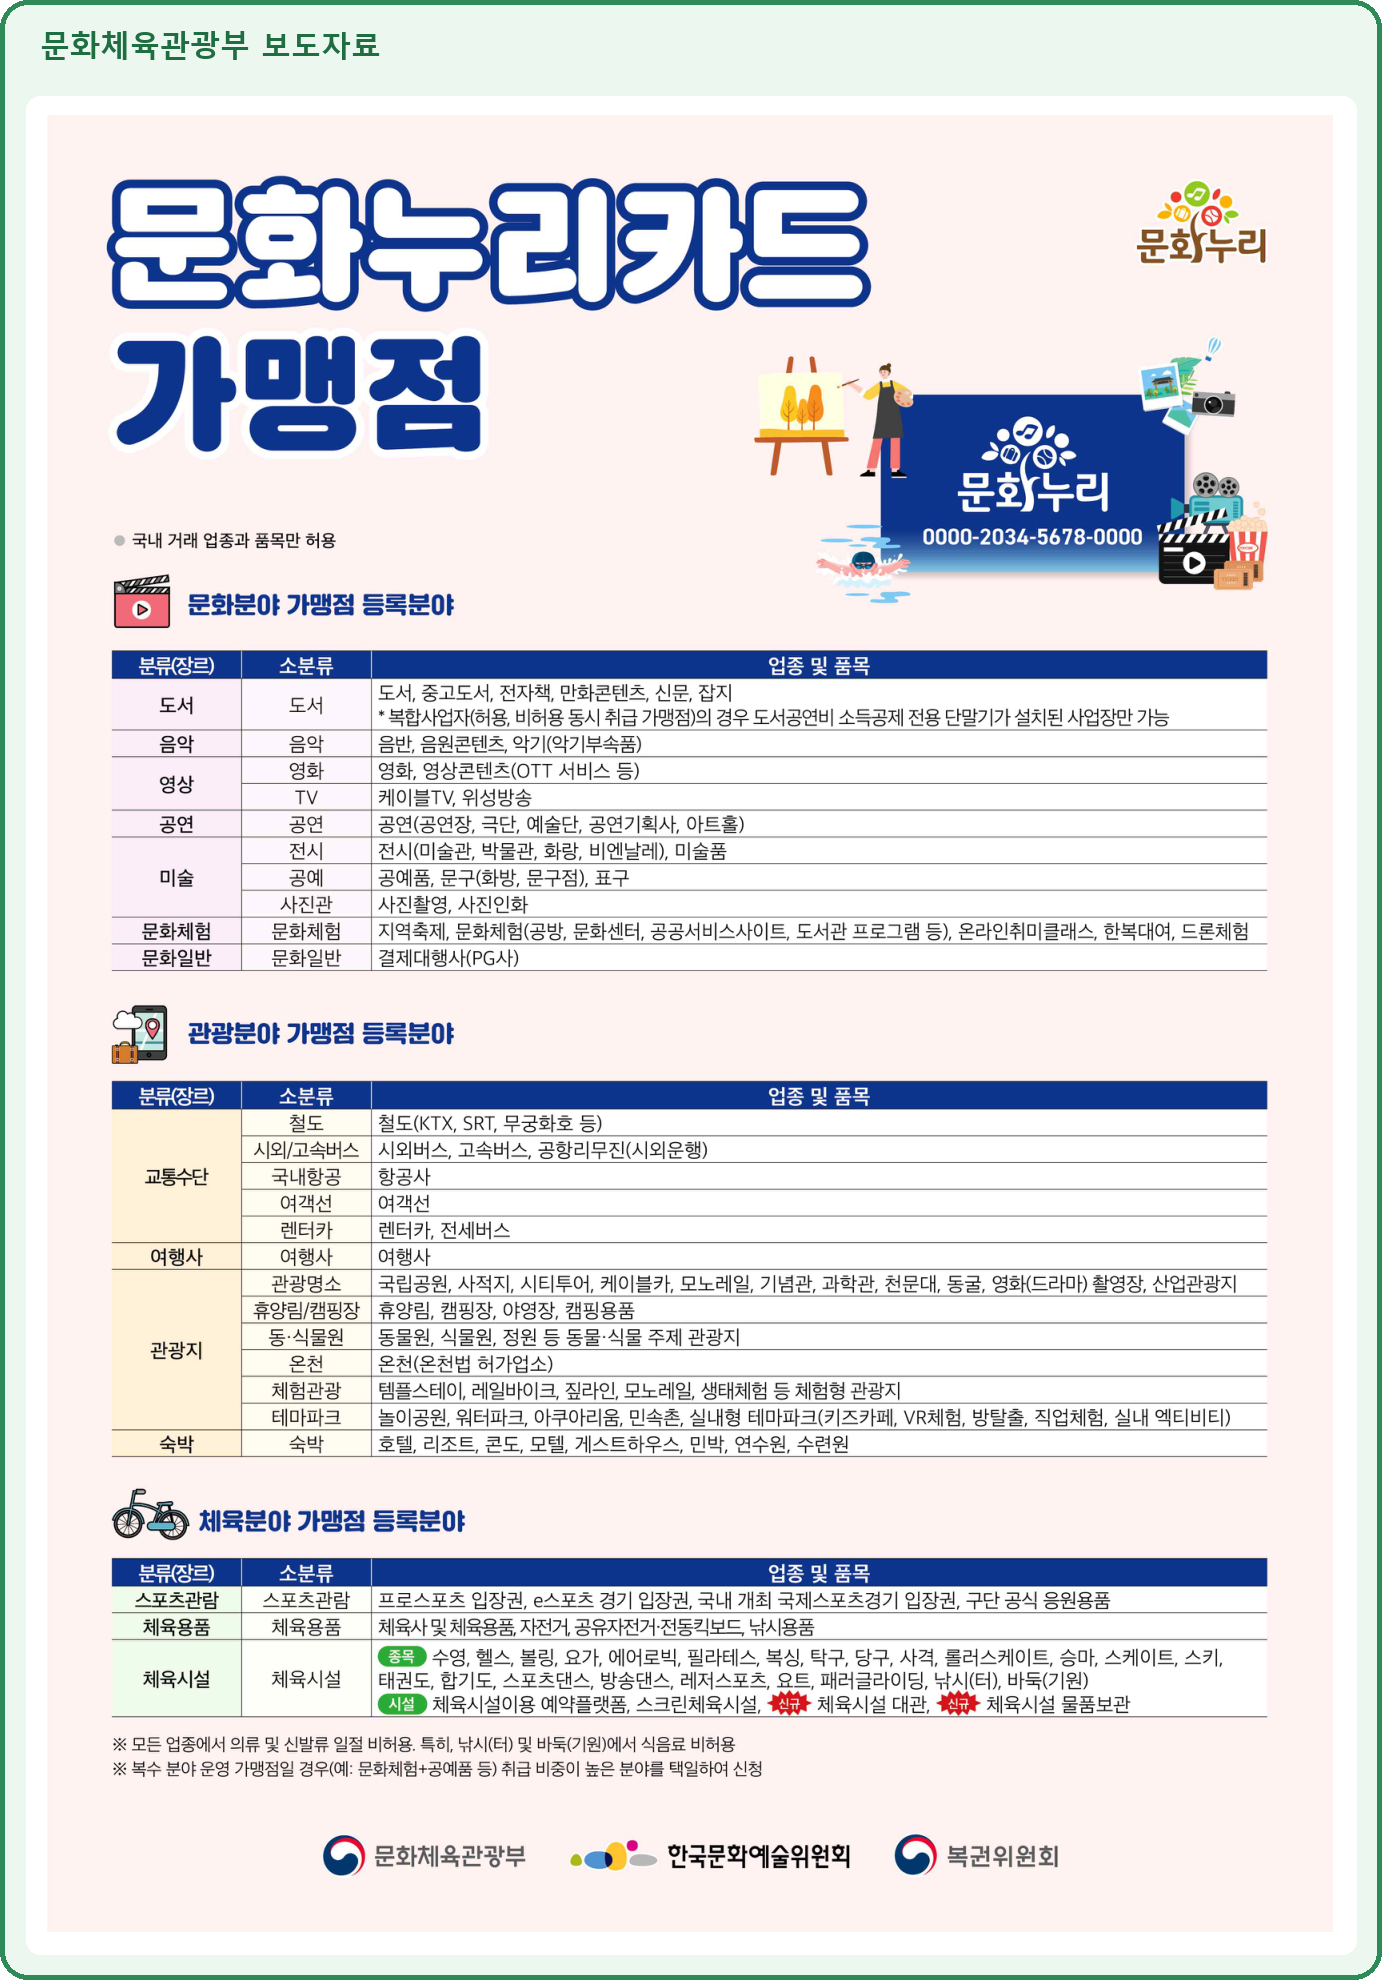 문화체육관광부 보도자료
문화누리카드
가맹점
문화누리
문화누리
0000-2034-5678-0000
국내 거래 업종과 품목만 허용
문화분야 가맹점 등록분야
분류(장르) 소분류 업종 및 품목
도서 도서 도서, 중고도서, 전자책, 만화콘텐츠, 신문, 잡지
* 복합사업자(허용, 비허용 동시 취급 가맹점)의 경우 도서공연비 소득공제 전용 단말기가 설치된 사업장만 가능
음악 음악 음반, 음원콘텐츠, 악기(악기부속품)
영상 영화 영화, 영상콘텐츠(OTT 서비스 등)
TV 케이블TV, 위성방송
공연 공연 공연(공연장, 극단, 예술단, 공연기획사, 아트홀)
미술 전시 전시(미술관, 박물관, 화랑, 비엔날레), 미술품
공예 공예품, 문구(화방, 문구점), 표구
사진관 사진촬영, 사진인화
문화체험 문화체험 지역축제, 문화체험(공방, 문화센터, 공공서비스사이트, 도서관 프로그램 등), 온라인취미클래스, 한복대여, 드론체험
문화일반 문화일반 결제대행사(PG사)
관광분야 가맹점 등록분야
분류(장르) 소분류 업종 및 품목
교통수단 철도 철도(KTX, SRT, 무궁화호 등)
시외/고속버스 시외버스, 고속버스, 공항리무진(시외운행)
국내항공 항공사
여객선 여객선
렌터카 렌터카, 전세버스
여행사 여행사 여행사
관광지 관광명소 국립공원, 사적지, 시티투어, 케이블카, 모노레일, 기념관, 과학관, 천문대, 동굴, 영화(드라마) 촬영장, 산업관광지
휴양림/캠핑장 휴양림, 캠핑장, 야영장, 캠핑용품
동·식물원 동물원, 식물원, 정원 등 동물·식물 주제 관광지
온천 온천(온천법 허가업소)
체험관광 템플스테이, 레일바이크, 짚라인, 모노레일, 생태체험 등 체험형 관광지
테마파크 놀이공원, 워터파크, 아쿠아리움, 민속촌, 실내형 테마파크(키즈카페, VR체험, 방탈출, 직업체험, 실내 엑티비티)
숙박 숙박 호텔, 리조트, 콘도, 모텔, 게스트하우스, 민박, 연수원, 수련원
체육분야 가맹점 등록분야
분류(장르) 소분류 업종 및 품목
스포츠관람 스포츠관람 프로스포츠 입장권, e스포츠 경기 입장권, 국내 개최 국제스포츠경기 입장권, 구단 공식 응원용품
체육용품 체육용품 체육사 및 체육용품, 자전거, 공유자전거·전동킥보드, 낚시용품
체육시설 체육시설 종목 수영, 헬스, 볼링, 요가, 에어로빅, 필라테스, 복싱, 탁구, 당구, 사격, 롤러스케이트, 승마, 스케이트, 스키,
태권도, 합기도, 스포츠댄스, 방송댄스, 레저스포츠, 요트, 패러글라이딩, 낚시(터), 바둑(기원)
시설 체육시설이용 예약플랫폼, 스크린체육시설, 신규 체육시설 대관, 신규 체육시설 물품보관
※ 모든 업종에서 의류 및 신발류 일절 비허용. 특히, 낚시(터) 및 바둑(기원)에서 식음료 비허용
※ 복수 분야 운영 가맹점일 경우(예: 문화체험+공예품 등) 취급 비중이 높은 분야를 택일하여 신청
문화체육관광부 한국문화예술위원회 복권위원회